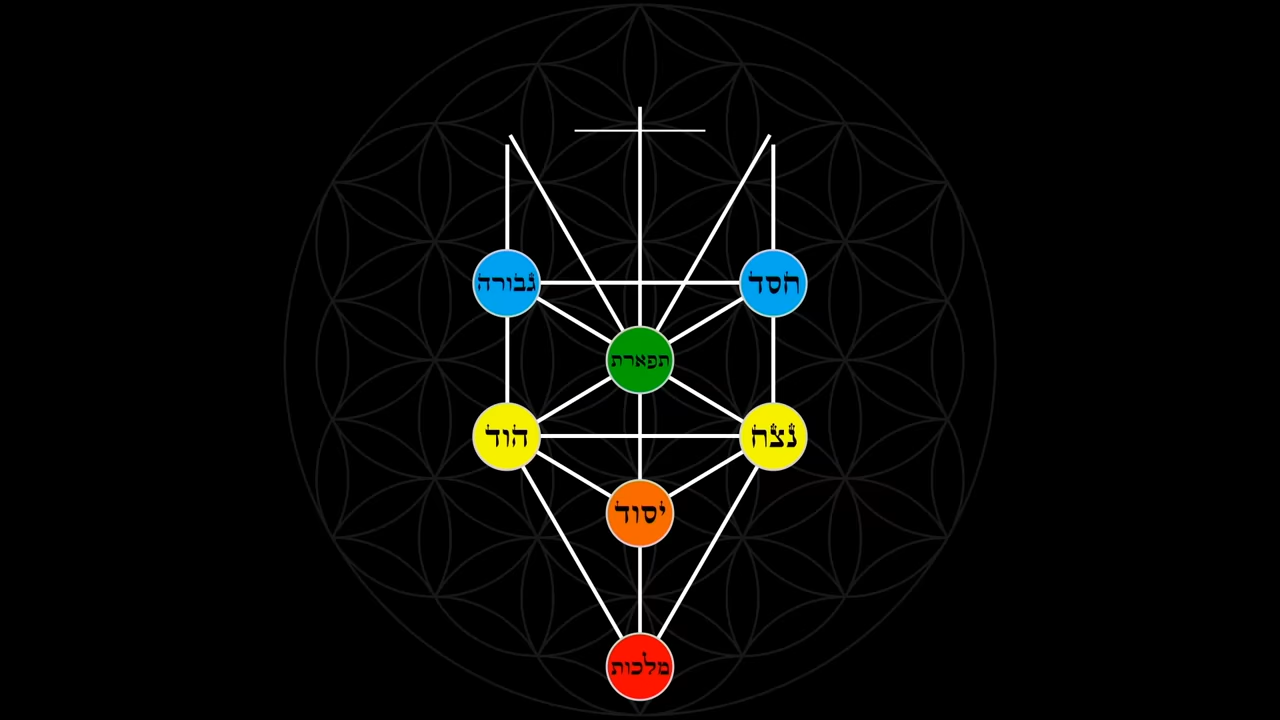 חסד
גבורה
תפארת
נצח
הוד
יסוד
מלכות